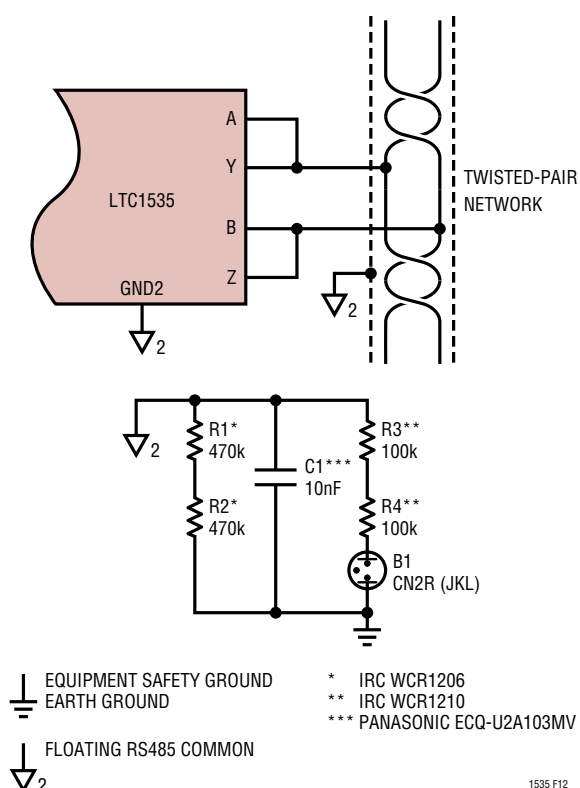 A
Y
LTC1535
B
Z
GND2
2
2
TWISTED-PAIR
NETWORK
2
R1*
470k
R2*
470k
C1***
10nF
R3**
100k
R4**
100k
B1
CN2R (JKL)
EQUIPMENT SAFETY GROUND
EARTH GROUND
2
FLOATING RS485 COMMON
* IRC WCR1206
** IRC WCR1210
*** PANASONIC ECQ-U2A103MV
1535 F12